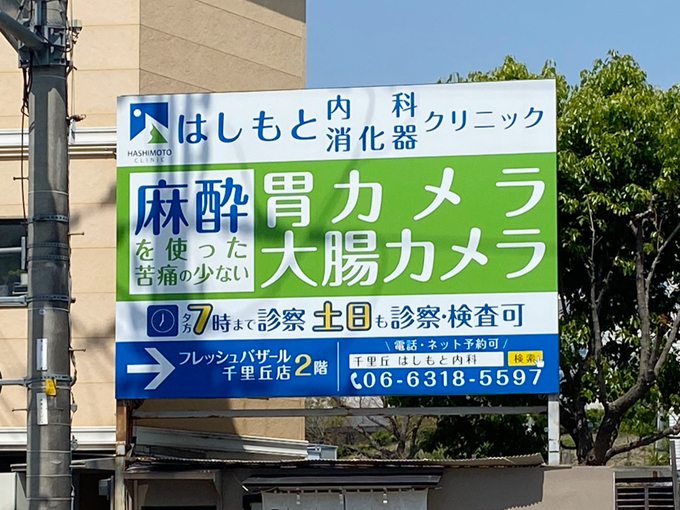 はしもと内科消化器クリニック
HASHIMOTO
CLINIC
麻酔
を使った
苦痛の少ない
胃カメラ
大腸カメラ
夕方7時まで診察 土日も診察・検査可
フレッシュバザール
千里丘店2階
\ 電話・ネット予約可 /
千里丘 はしもと内科 検索
06-6318-5597